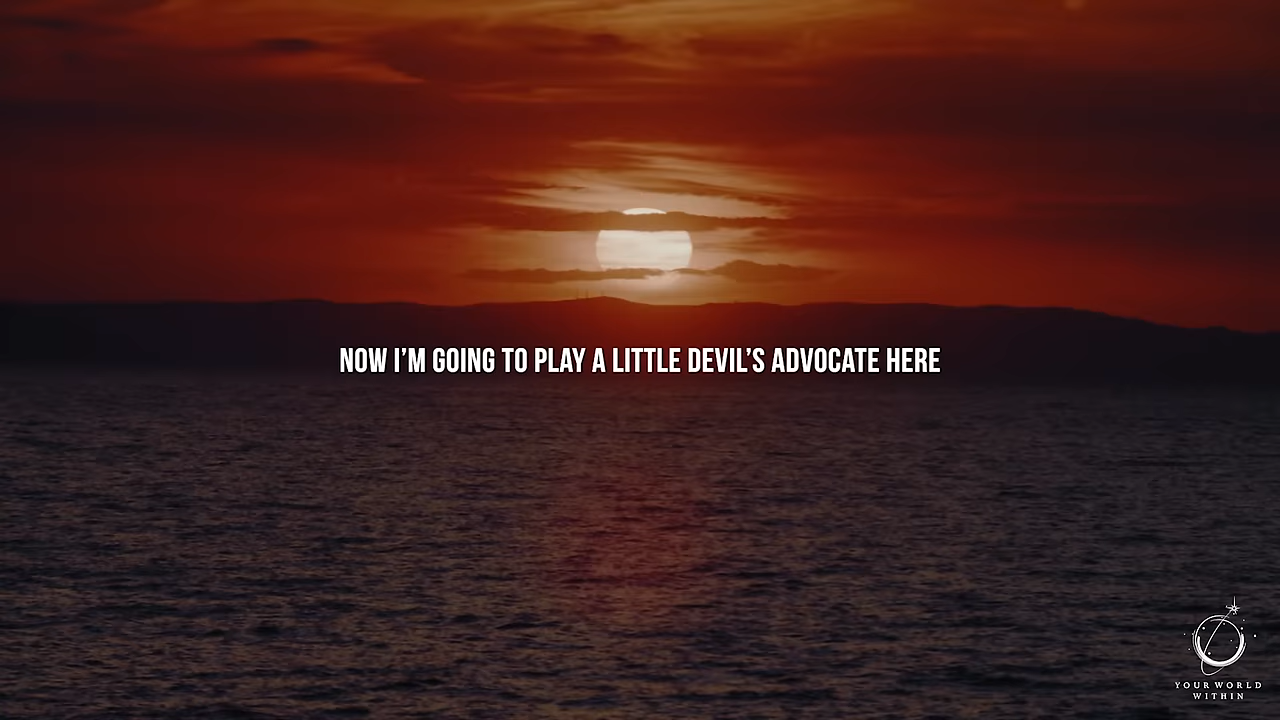 NOW I'M GOING TO PLAY A LITTLE DEVIL'S ADVOCATE HERE
YOUR WORLD
WITHIN